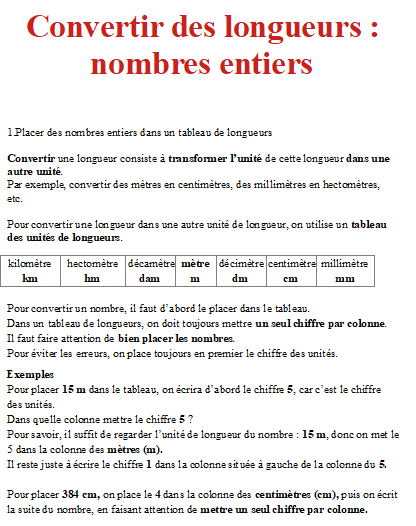 Convertir des longueurs :
nombres entiers
1.Placer des nombres entiers dans un tableau de longueurs
Convertir une longueur consiste à transformer l'unité de cette longueur dans une
autre unité.
Par exemple, convertir des mètres en centimètres, des millimètres en hectomètres,
etc.
Pour convertir une longueur dans une autre unité de longueur, on utilise un tableau
des unités de longueurs.
kilomètre hectomètre décamètre mètre décimètre centimètre millimètre
km hm dam m dm cm mm
Pour convertir un nombre, il faut d'abord le placer dans le tableau.
Dans un tableau de longueurs, on doit toujours mettre un seul chiffre par colonne.
Il faut faire attention de bien placer les nombres.
Pour éviter les erreurs, on place toujours en premier le chiffre des unités.
Exemples
Pour placer 15 m dans le tableau, on écrira d'abord le chiffre 5, car c'est le chiffre
des unités.
Dans quelle colonne mettre le chiffre 5 ?
Pour savoir, il suffit de regarder l'unité de longueur du nombre : 15 m, donc on met le
5 dans la colonne des mètres (m).
Il reste juste à écrire le chiffre 1 dans la colonne située à gauche de la colonne du 5.
Pour placer 384 cm, on place le 4 dans la colonne des centimètres (cm), puis on écrit
la suite du nombre, en faisant attention de mettre un seul chiffre par colonne.